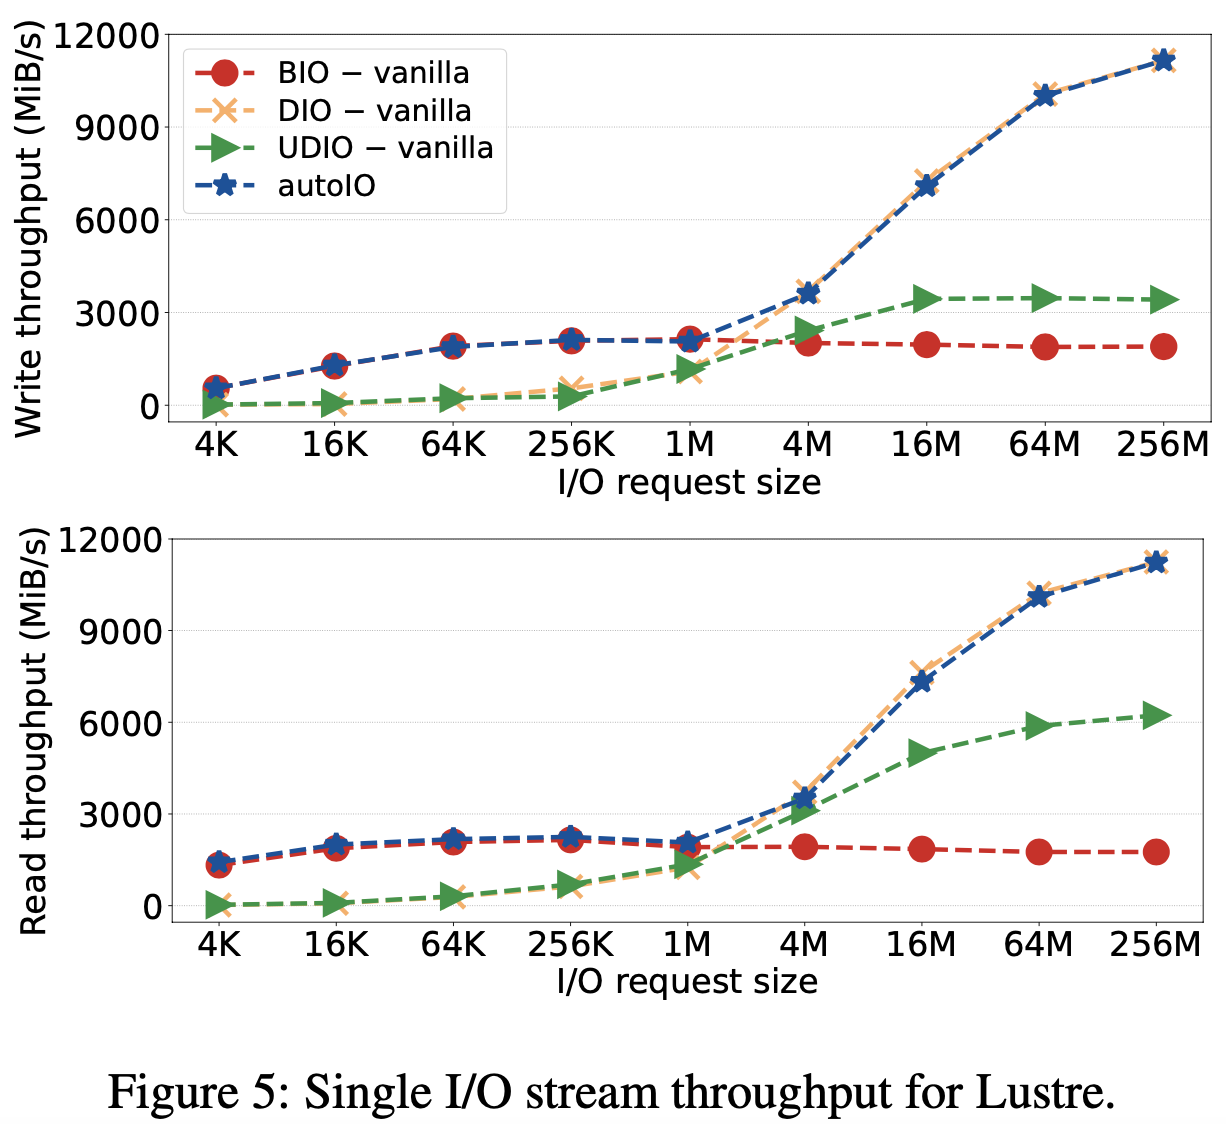 Write throughput (MiB/s)
12000
9000
6000
3000
0
BIO − vanilla
DIO − vanilla
UDIO − vanilla
autoIO
4K 16K 64K 256K 1M 4M 16M 64M 256M
I/O request size
Read throughput (MiB/s)
12000
9000
6000
3000
0
4K 16K 64K 256K 1M 4M 16M 64M 256M
I/O request size
Figure 5: Single I/O stream throughput for Lustre.